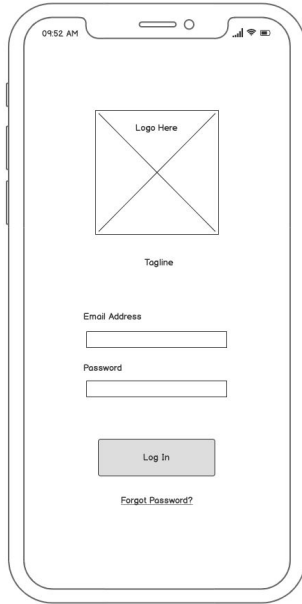 09:52 AM
Logo Here
Tagline
Email Address
Password
Log In
Forgot Password?